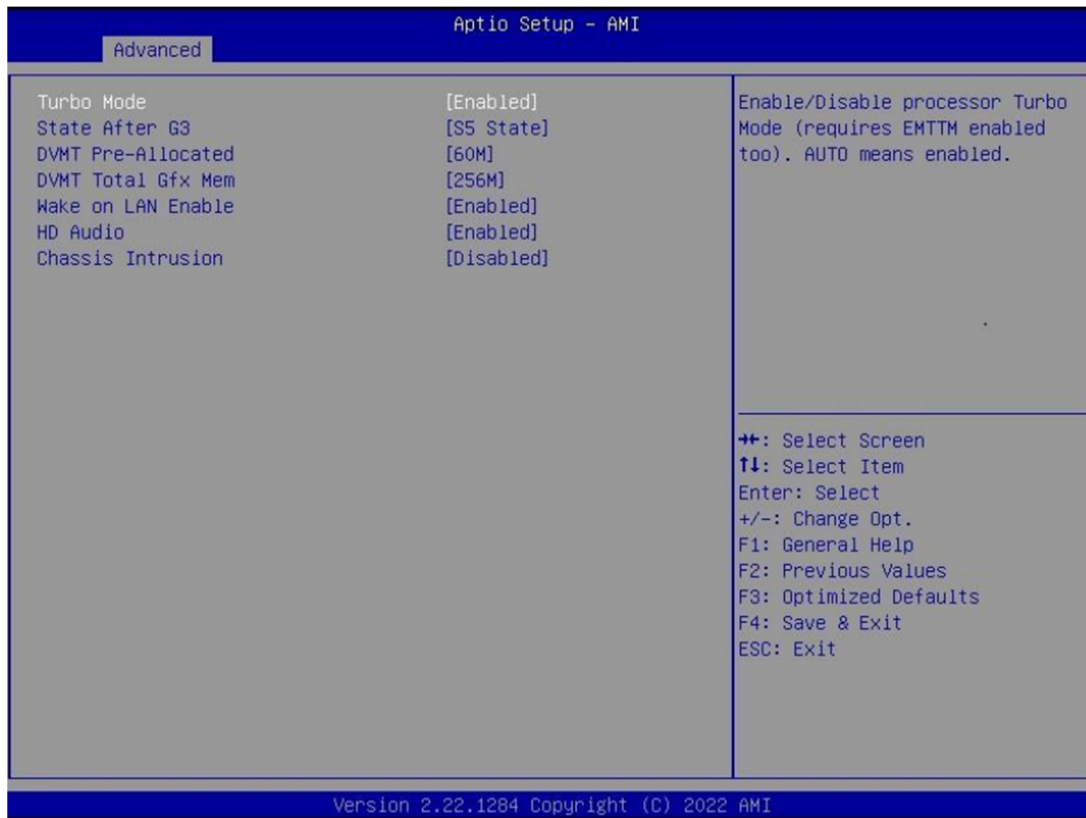 Aptio Setup – AMI
Advanced
Turbo Mode [Enabled]
State After G3 [S5 State]
DVMT Pre-Allocated [60M]
DVMT Total Gfx Mem [256M]
Wake on LAN Enable [Enabled]
HD Audio [Enabled]
Chassis Intrusion [Disabled]
Enable/Disable processor Turbo
Mode (requires EMTTM enabled
too). AUTO means enabled.
→←: Select Screen
↑↓: Select Item
Enter: Select
+/-: Change Opt.
F1: General Help
F2: Previous Values
F3: Optimized Defaults
F4: Save & Exit
ESC: Exit
Version 2.22.1284 Copyright (C) 2022 AMI